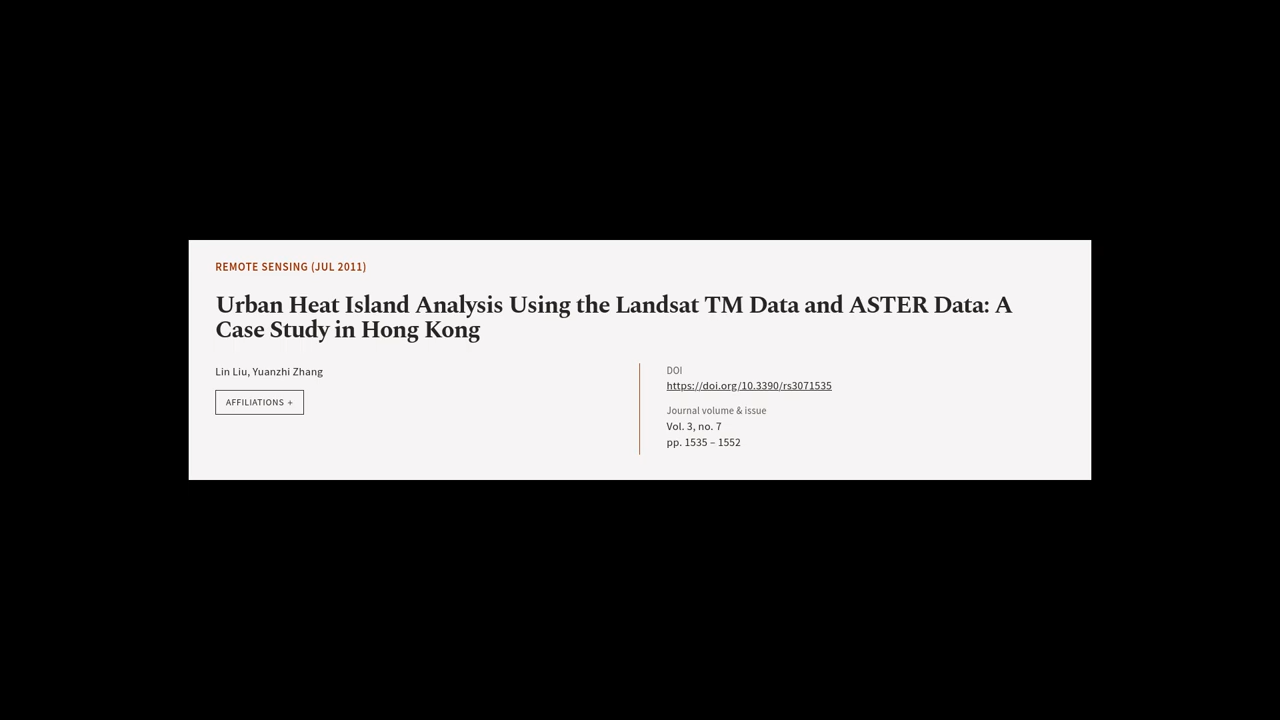 REMOTE SENSING (JUL 2011)
Urban Heat Island Analysis Using the Landsat TM Data and ASTER Data: A
Case Study in Hong Kong
Lin Liu, Yuanzhi Zhang
AFFILIATIONS +
DOI
https://doi.org/10.3390/rs3071535
Journal volume & issue
Vol. 3, no. 7
pp. 1535 – 1552